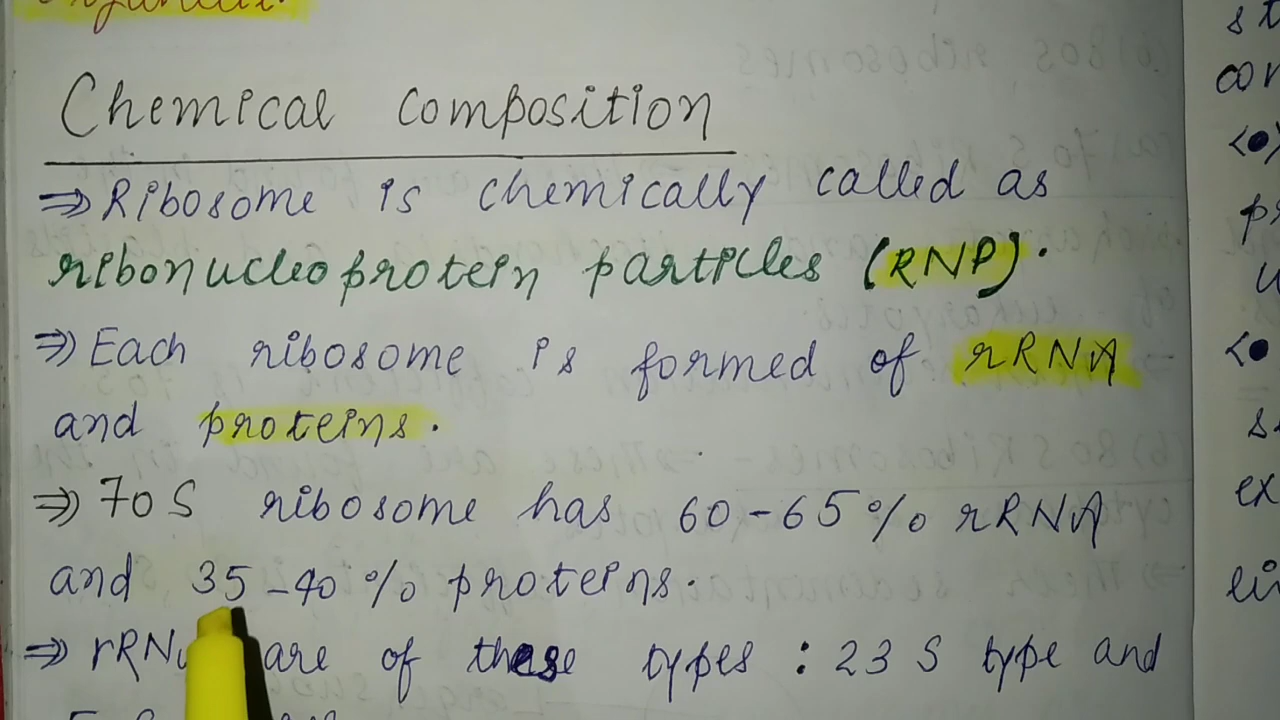 Chemical composition
⇒ Ribosome is chemically called as
ribonucleoprotein particles (RNP).
⇒ Each ribosome is formed of rRNA
and proteins.
⇒ 70 S ribosome has 60-65% rRNA
and 35-40% proteins.
⇒ are of these types : 23 S type and